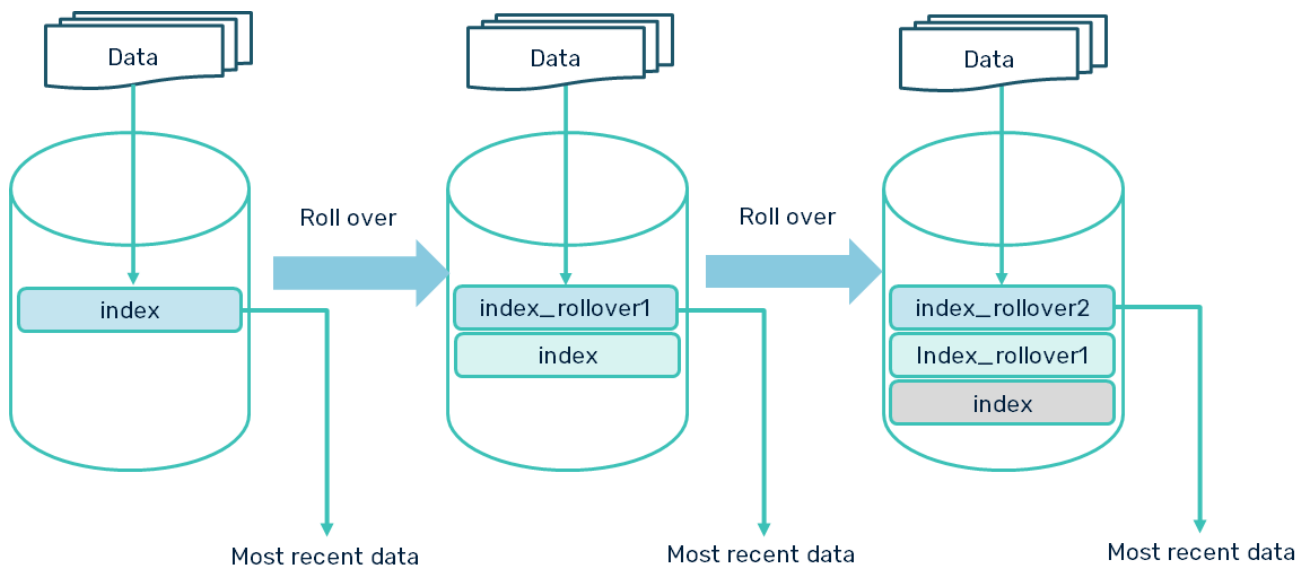 Data
Data
Data
Roll over
Roll over
index
index_rollover1
index
index_rollover2
Index_rollover1
index
Most recent data
Most recent data
Most recent data